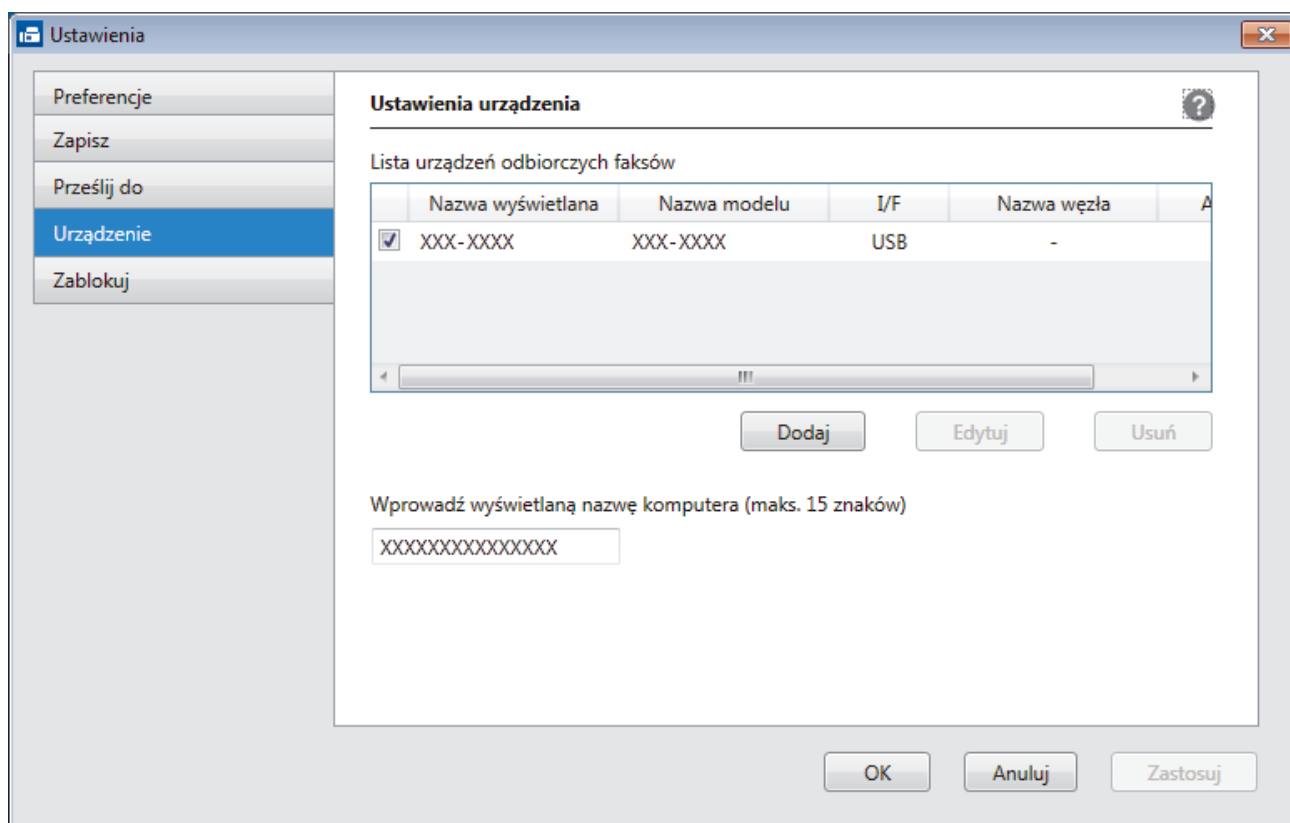 Ustawienia
Preferencje
Zapisz
Prześlij do
Urządzenie
Zablokuj
Ustawienia urządzenia
?
Lista urządzeń odbiorczych faksów
Nazwa wyświetlana Nazwa modelu I/F Nazwa węzła A
XXX-XXXX XXX-XXXX USB -
Dodaj Edytuj Usuń
Wprowadź wyświetlaną nazwę komputera (maks. 15 znaków)
XXXXXXXXXXXXXXX
OK Anuluj Zastosuj